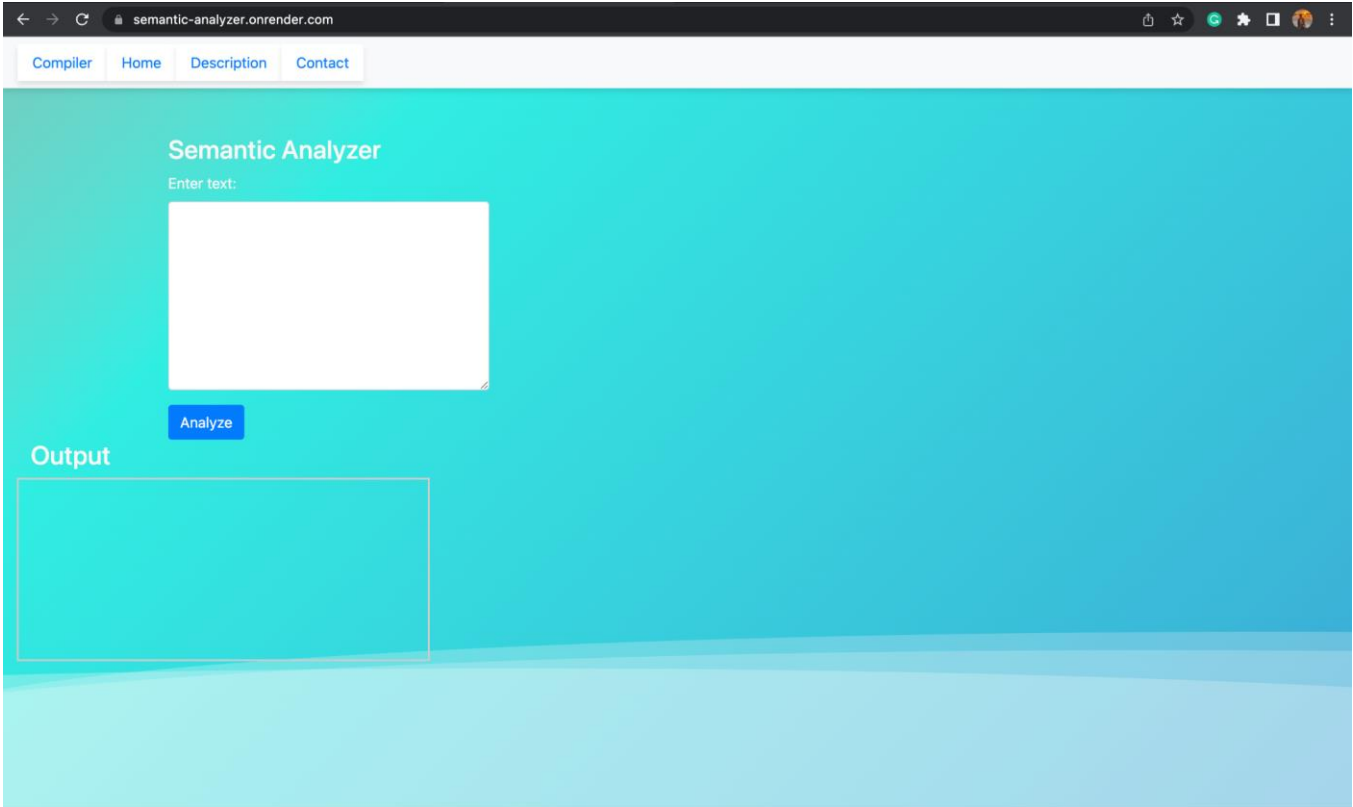 semantic-analyzer.onrender.com
Compiler Home Description Contact
Semantic Analyzer
Enter text:
Analyze
Output